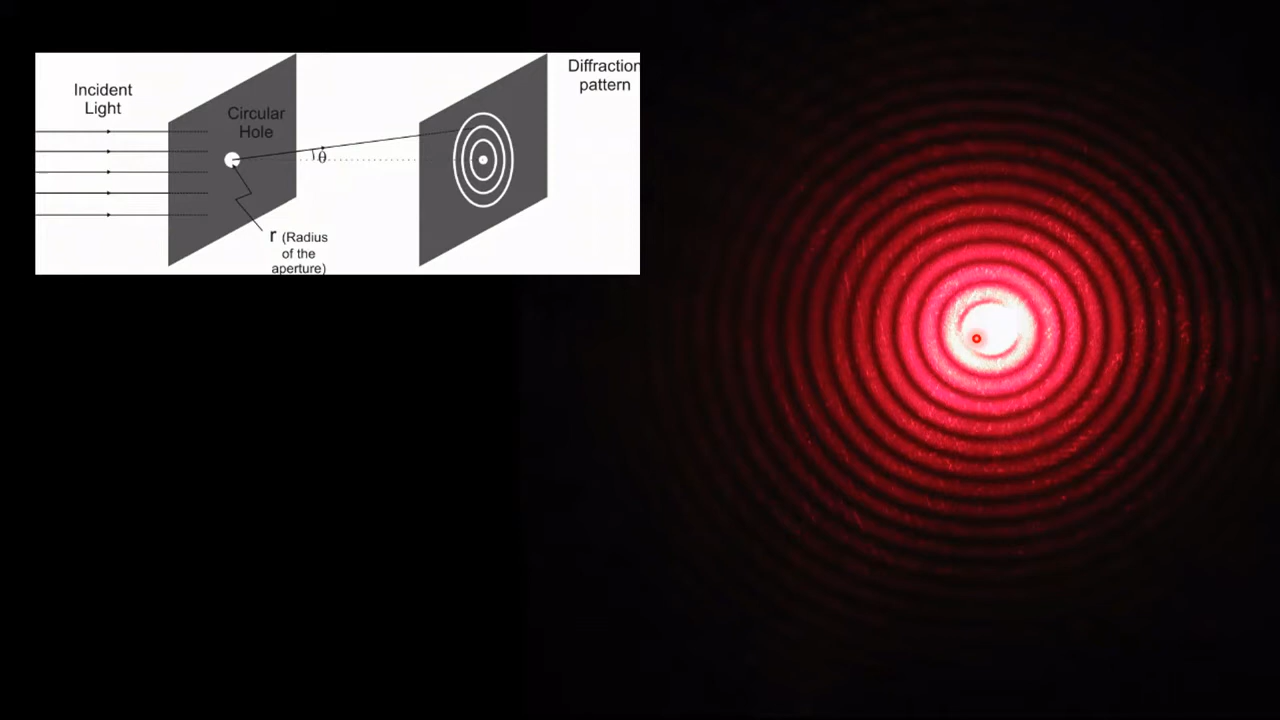 Incident
Light
Circular
Hole
θ
r (Radius
of the
aperture)
Diffraction
pattern